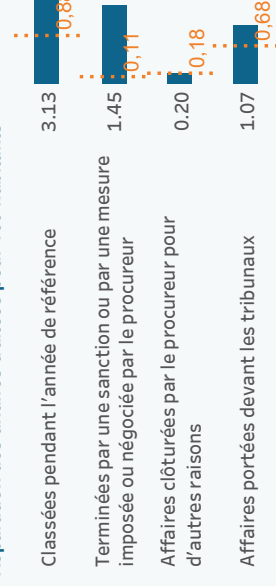 Classées pendant l'année de référence
3.13
Terminées par une sanction ou par une mesure
imposée ou négociée par le procureur
1.45
0,11
Affaires clôturées par le procureur pour
d'autres raisons
0.20
0,18
Affaires portées devant les tribunaux
1.07
0,68